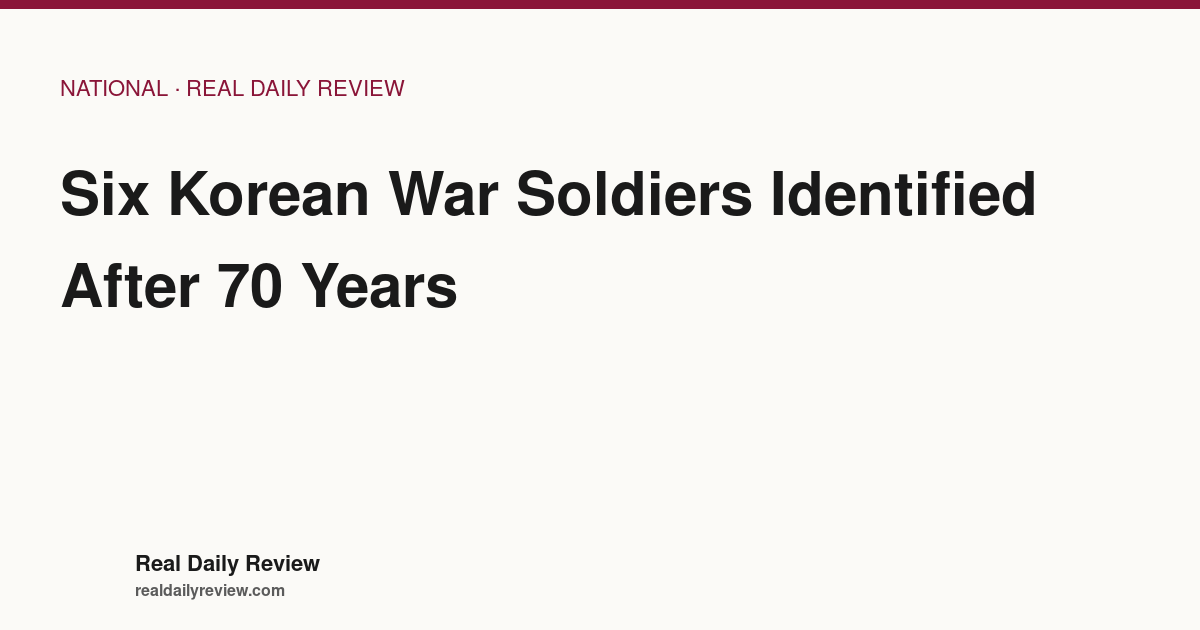 NATIONAL · REAL DAILY REVIEW
Six Korean War Soldiers Identified
After 70 Years
Real Daily Review
realdailyreview.com